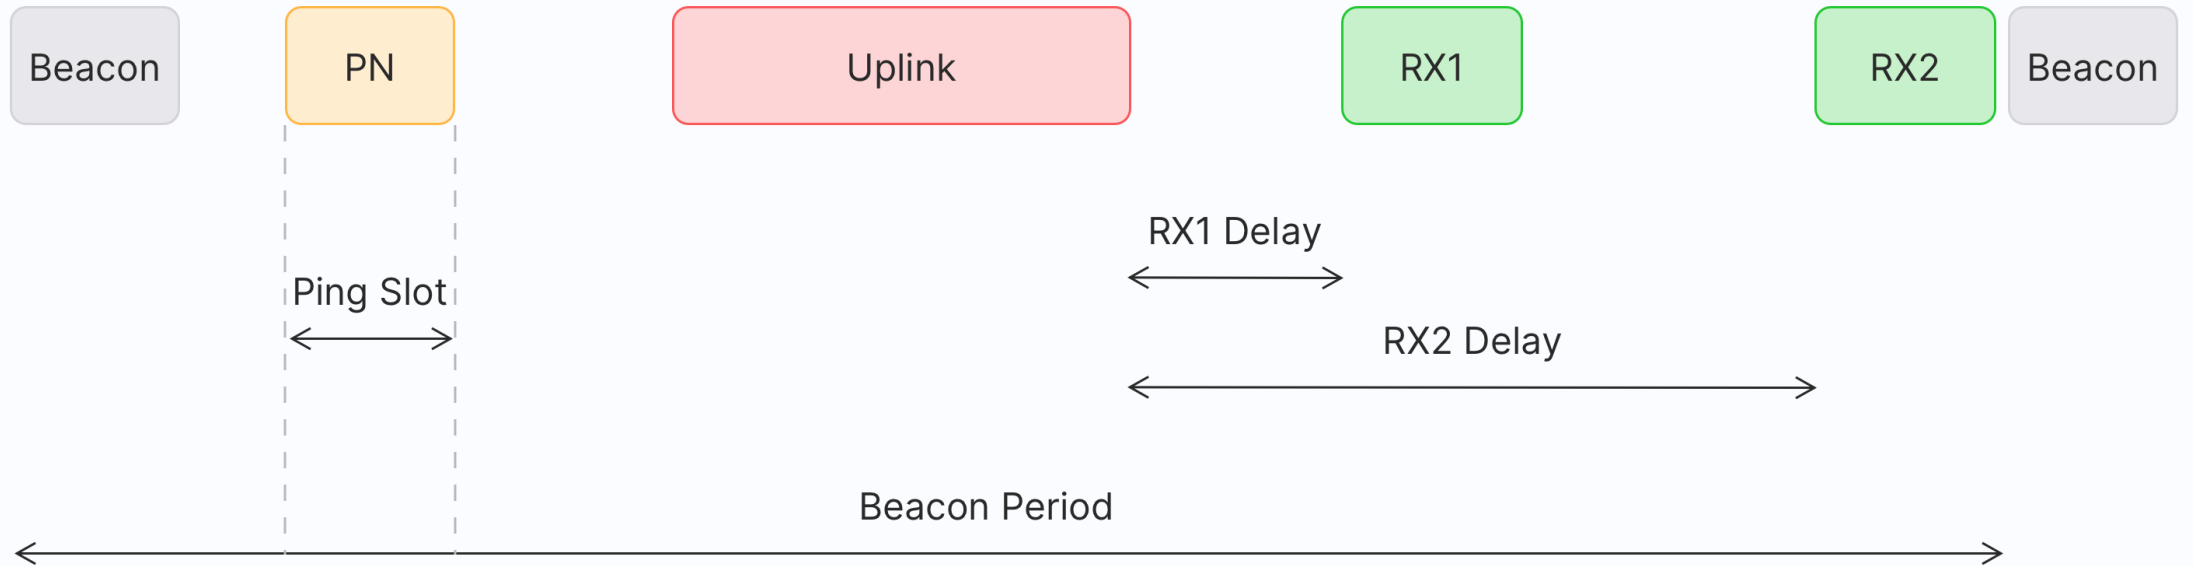 Beacon
PN
Uplink
RX1
RX2
Beacon
RX1 Delay
Ping Slot
RX2 Delay
Beacon Period